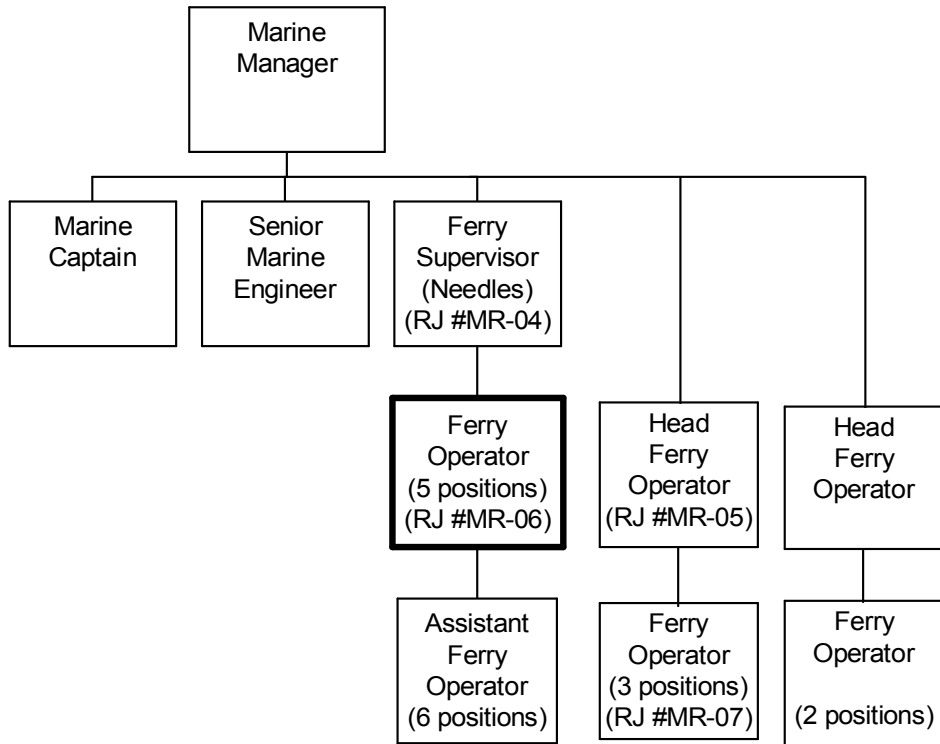 Marine
Manager
Marine
Captain
Senior
Marine
Engineer
Ferry
Supervisor
(Needles)
(RJ #MR-04)
Ferry
Operator
(5 positions)
(RJ #MR-06)
Head
Ferry
Operator
(RJ #MR-05)
Head
Ferry
Operator
Assistant
Ferry
Operator
(6 positions)
Ferry
Operator
(3 positions)
(RJ #MR-07)
Ferry
Operator
(2 positions)